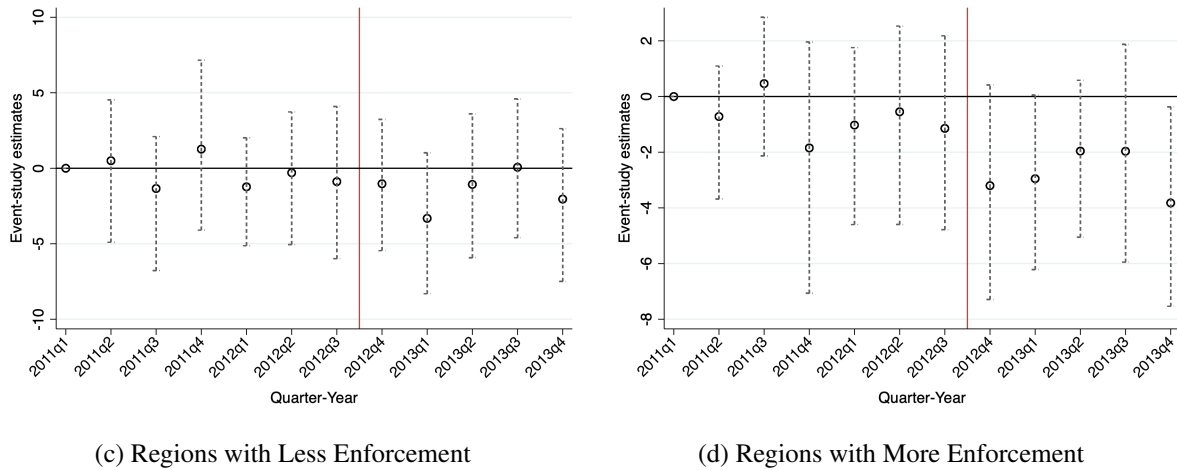 10
5
0
-5
-10
Event-study estimates
2011q1
2011q2
2011q3
2011q4
2012q1
2012q2
2012q3
2012q4
2013q1
2013q2
2013q3
2013q4
Quarter-Year
(c) Regions with Less Enforcement
2
0
-2
-4
-6
-8
Event-study estimates
2011q1
2011q2
2011q3
2011q4
2012q1
2012q2
2012q3
2012q4
2013q1
2013q2
2013q3
2013q4
Quarter-Year
(d) Regions with More Enforcement